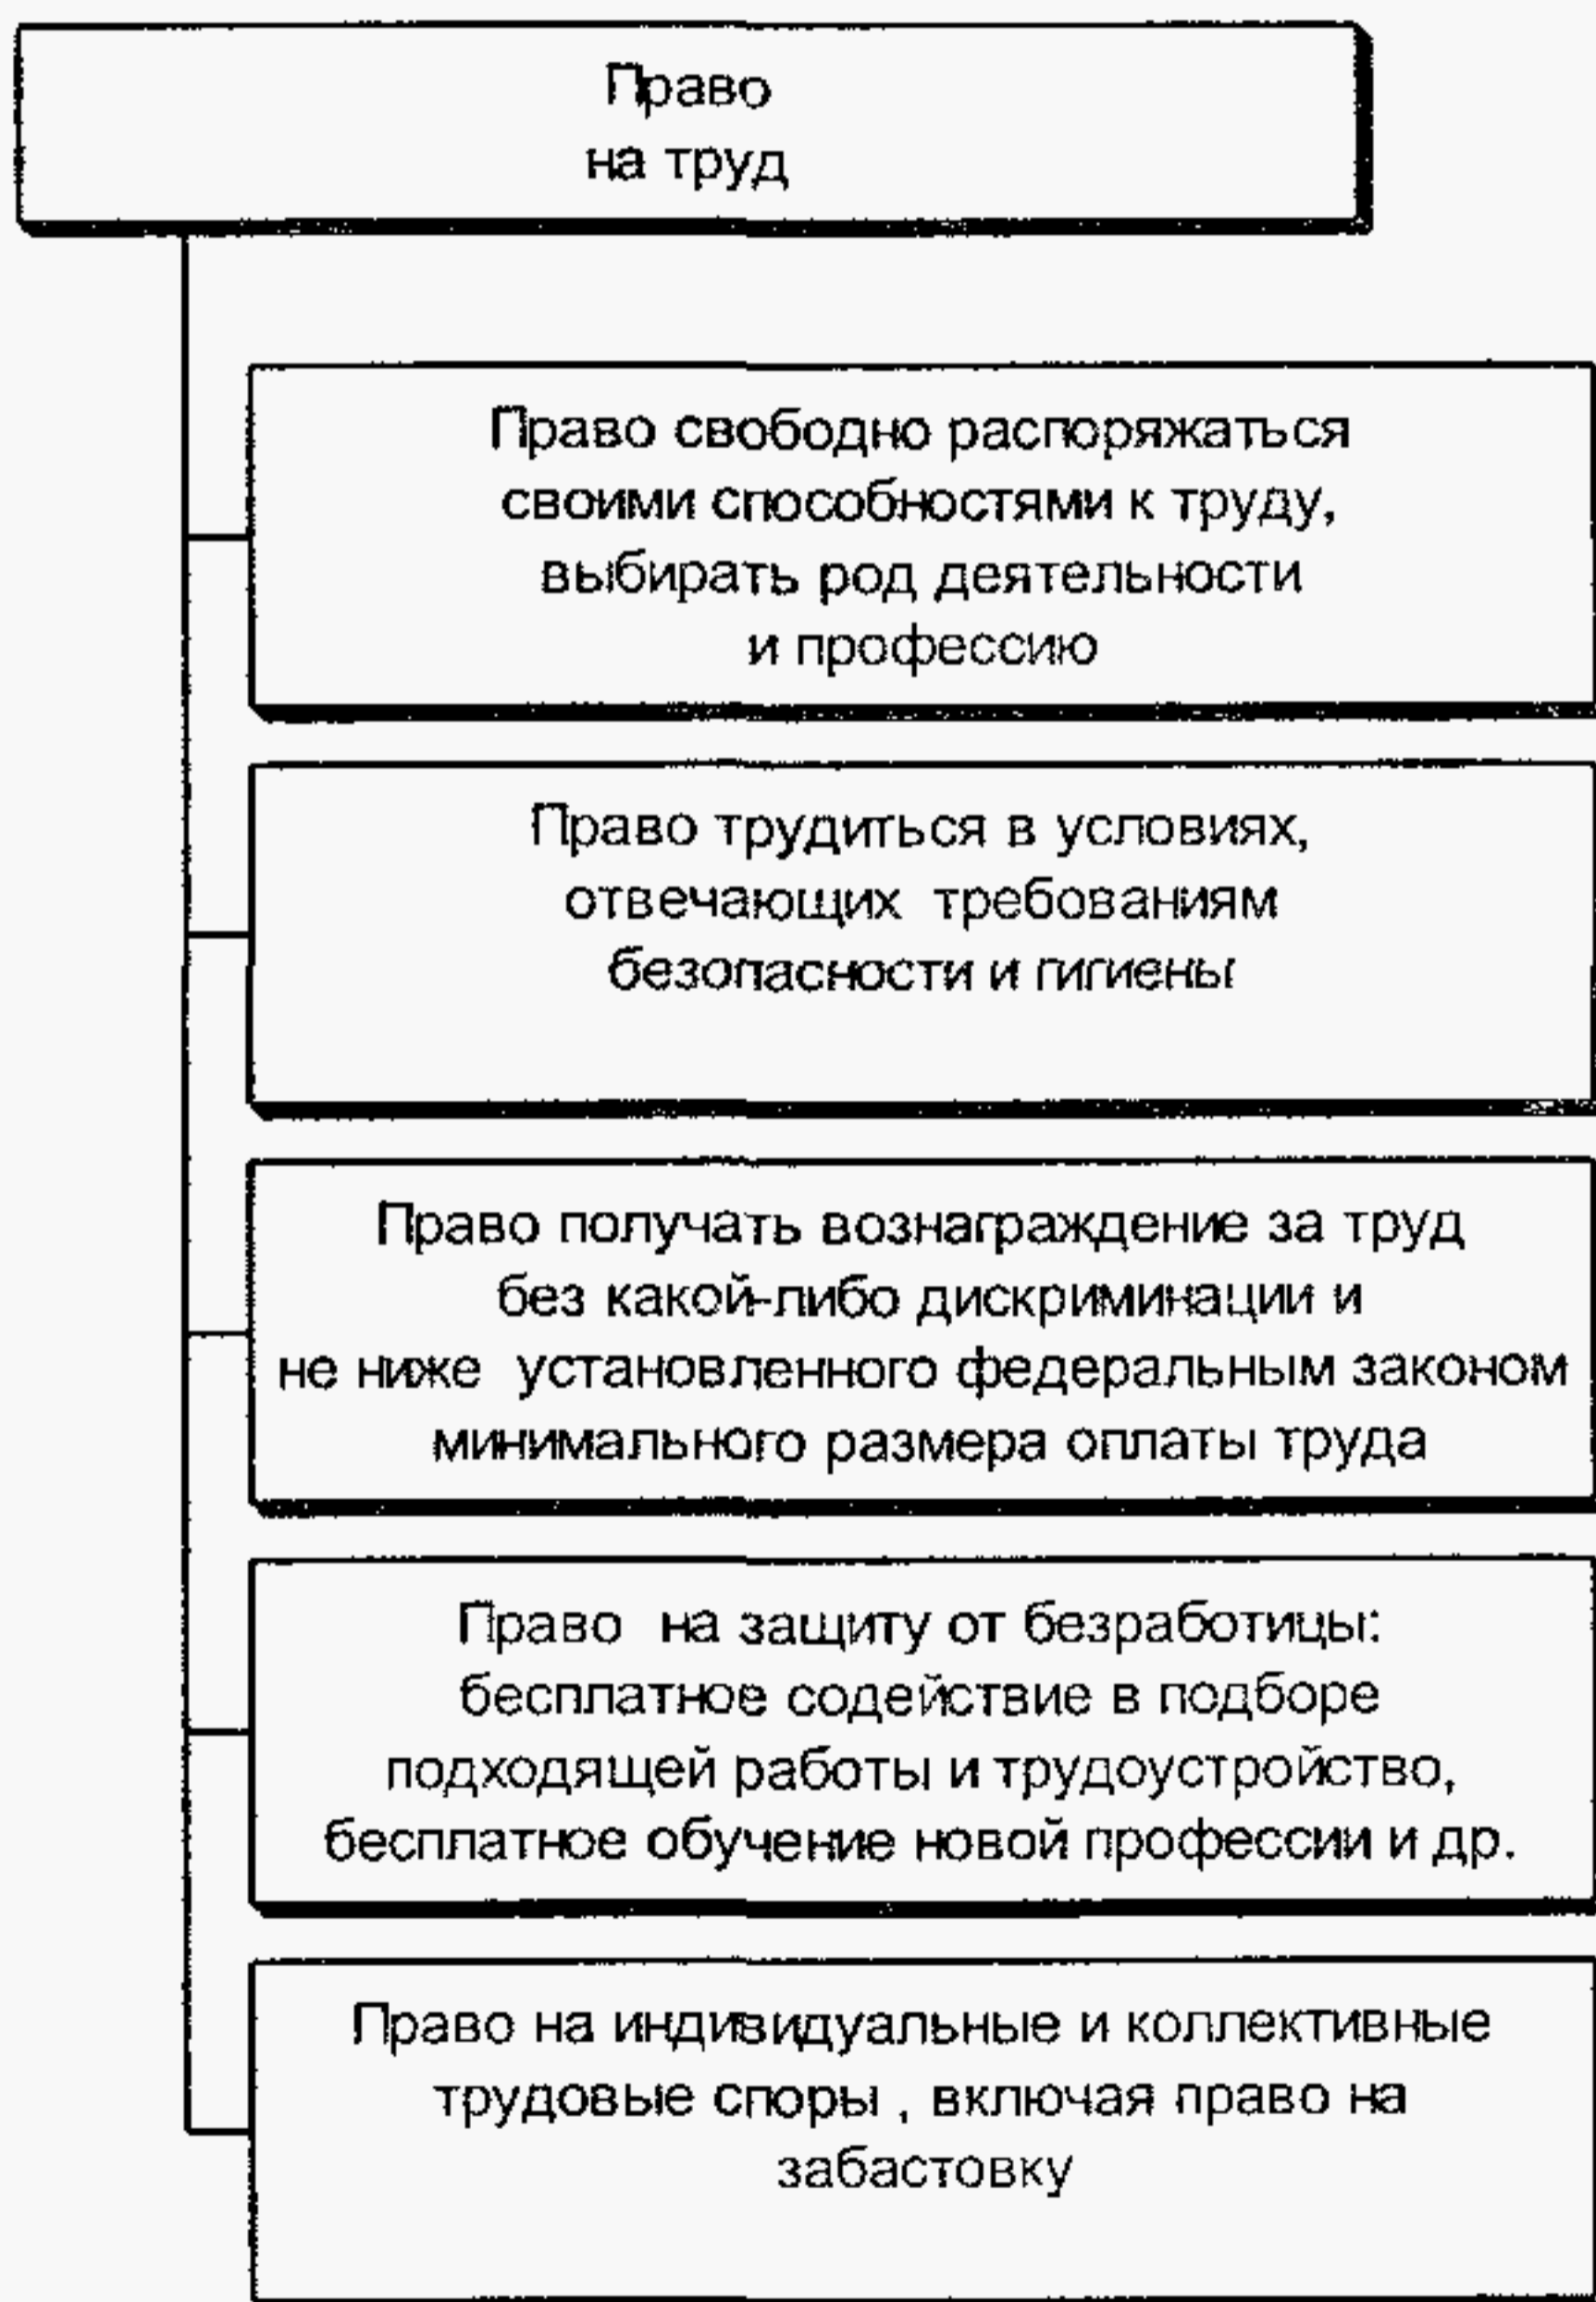 Право
на труд
Право свободно распоряжаться
своими способностями к труду,
выбирать род деятельности
и профессию
Право трудиться в условиях,
отвечающих требованиям
безопасности и гигиены
Право получать вознаграждение за труд
без какой-либо дискриминации и
не ниже установленного федеральным законом
минимального размера оплаты труда
Право на защиту от безработицы:
бесплатное содействие в подборе
подходящей работы и трудоустройство,
бесплатное обучение новой профессии и др.
Право на индивидуальные и коллективные
трудовые споры , включая право на
забастовку